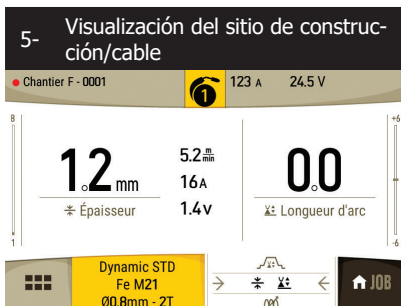 5- Visualización del sitio de construc-
ción/cable
Chantier F - 0001 1 123 A 24.5 V
8 +6
1.2 mm 5.2 m/min 0.0
16A
Épaisseur 1.4V Longueur d'arc
1 -6
Dynamic STD
Fe M21 JOB
Ø0.8mm - 2T